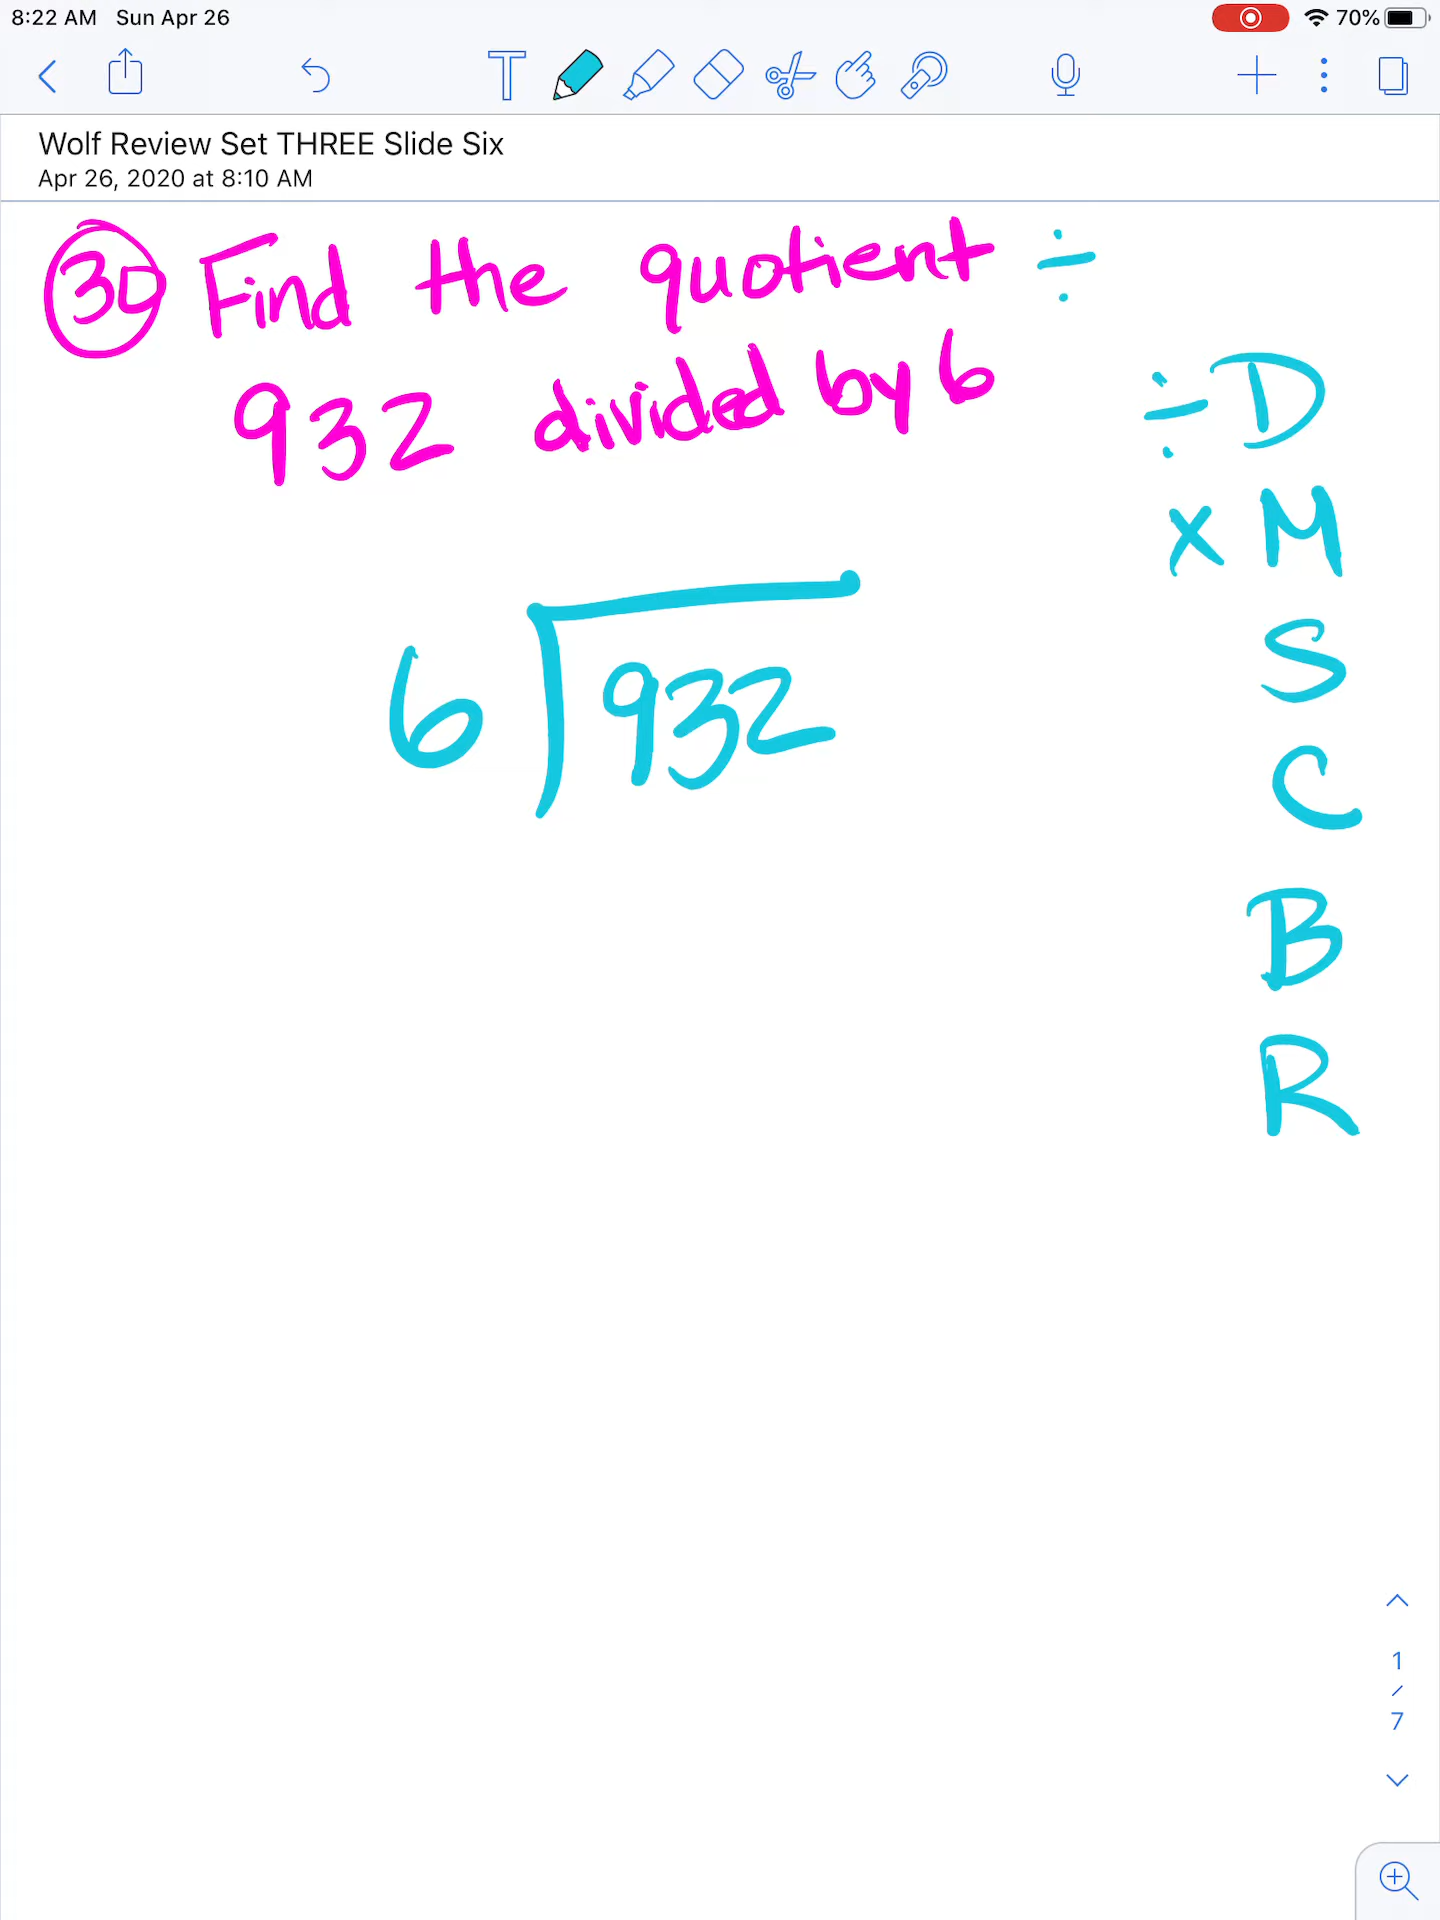 8:22 AM Sun Apr 26
70%
T
Wolf Review Set THREE Slide Six
Apr 26, 2020 at 8:10 AM
30 Find the quotient ÷
932 divided by 6
÷ D
x M
6 932
S
C
B
R
1
/
7